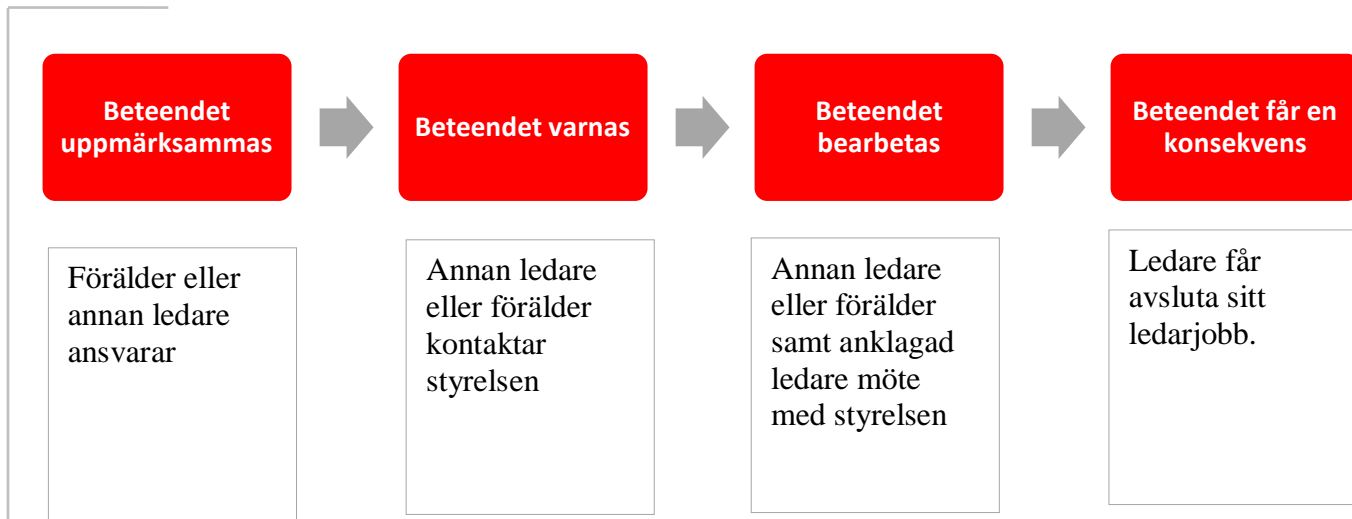 Beteendet
uppmärksammas
Beteendet varnas
Beteendet
bearbetas
Beteendet får en
konsekvens
Förälder eller
annan ledare
ansvarar
Annan ledare
eller förälder
kontaktar
styrelsen
Annan ledare
eller förälder
samt anklagad
ledare möte
med styrelsen
Ledare får
avsluta sitt
ledarjobb.